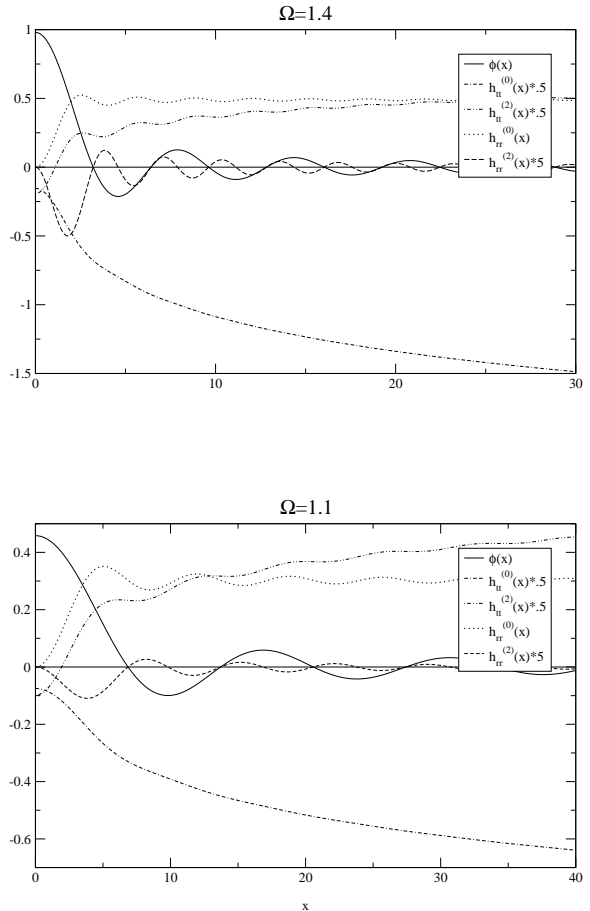 Ω=1.4
1
0.5
0
-0.5
-1
-1.5
0
10
20
30
ϕ(x)
h_tt^(0)(x)*.5
h_tt^(2)(x)*.5
h_rr^(0)(x)
h_rr^(2)(x)*5
Ω=1.1
0.4
0.2
0
-0.2
-0.4
-0.6
0
10
20
30
40
ϕ(x)
h_tt^(0)(x)*.5
h_tt^(2)(x)*.5
h_rr^(0)(x)
h_rr^(2)(x)*5
x